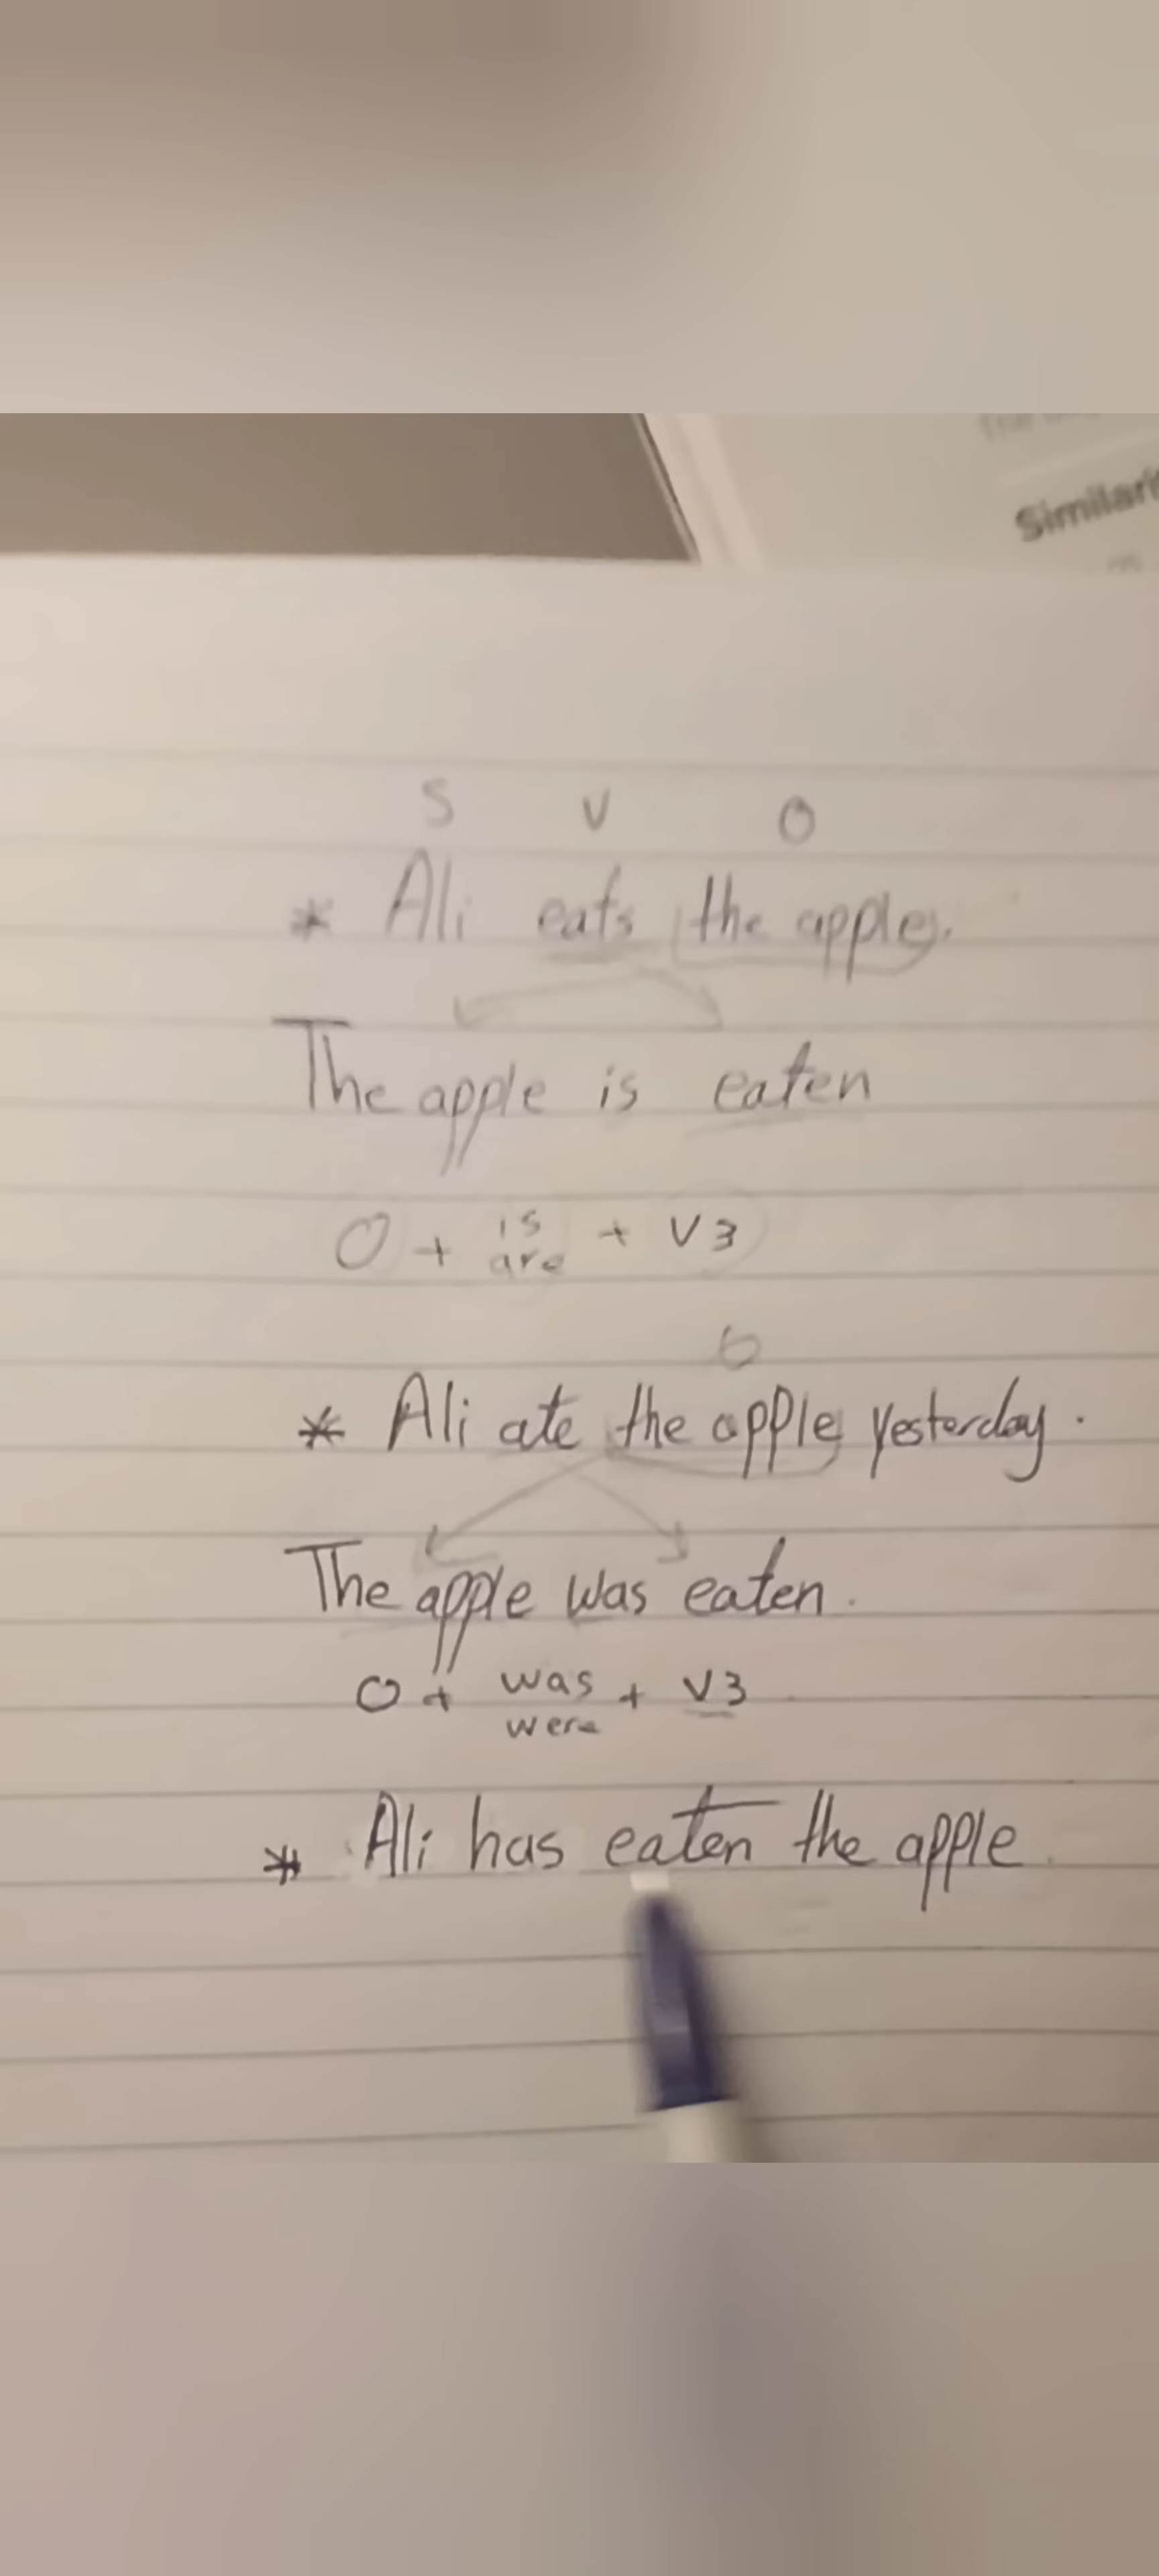 Similari
S V O
* Ali eats the apple.
The apple is eaten
O + is + V3
are
O
* Ali ate the apple yesterday.
The apple was eaten.
O + was + V3
were
* Ali has eaten the apple.